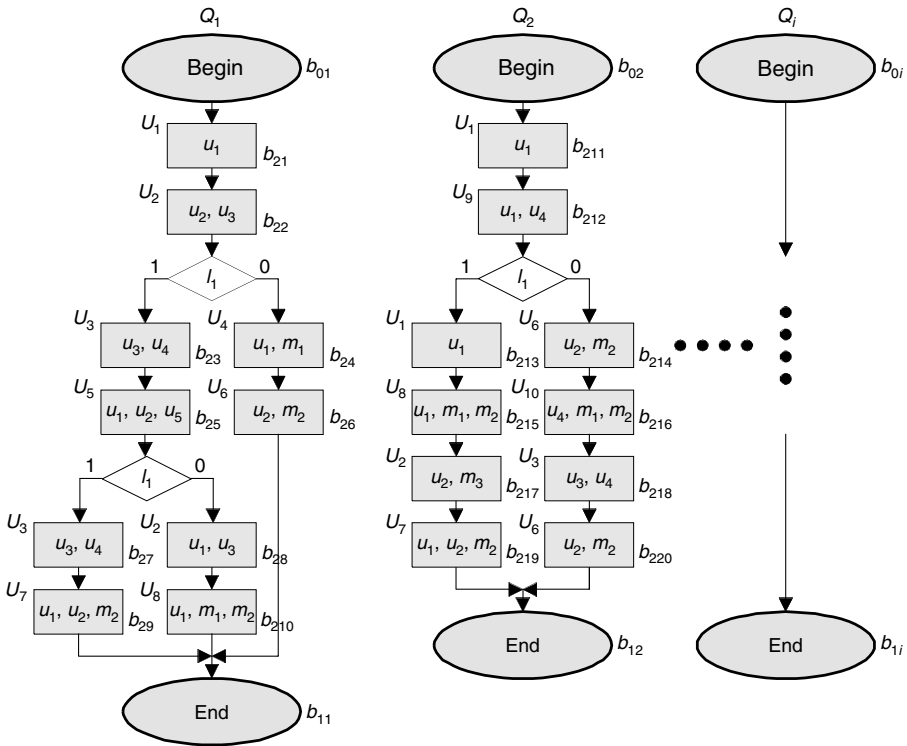 Q₁
Begin
b₀₁
U₁
u₁
b₂₁
U₂
u₂, u₃
b₂₂
1
I₁
0
U₃
u₃, u₄
b₂₃
U₄
u₁, m₁
b₂₄
U₅
u₁, u₂, u₅
b₂₅
U₆
u₂, m₂
b₂₆
1
I₁
0
U₃
u₃, u₄
b₂₇
U₂
u₁, u₃
b₂₈
U₇
u₁, u₂, m₂
b₂₉
U₈
u₁, m₁, m₂
b₂₁₀
End
b₁₁
Q₂
Begin
b₀₂
U₁
u₁
b₂₁₁
U₉
u₁, u₄
b₂₁₂
1
I₁
0
U₁
u₁
b₂₁₃
U₆
u₂, m₂
b₂₁₄
U₈
u₁, m₁, m₂
b₂₁₅
U₁₀
u₄, m₁, m₂
b₂₁₆
U₂
u₂, m₃
b₂₁₇
U₃
u₃, u₄
b₂₁₈
U₇
u₁, u₂, m₂
b₂₁₉
U₆
u₂, m₂
b₂₂₀
End
b₁₂
Qᵢ
Begin
b₀ᵢ
End
b₁ᵢ